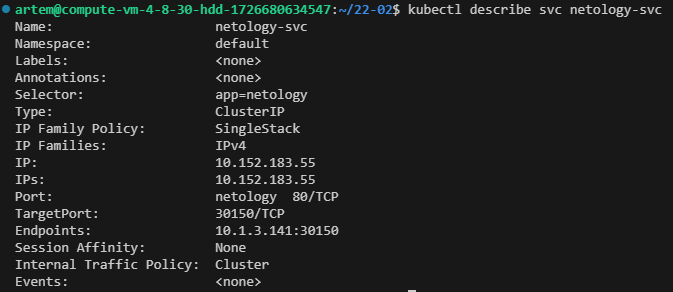 artem@compute-vm-4-8-30-hdd-1726680634547:~/22-02$ kubectl describe svc netology-svc
Name:                     netology-svc
Namespace:                default
Labels:                   <none>
Annotations:              <none>
Selector:                 app=netology
Type:                     ClusterIP
IP Family Policy:         SingleStack
IP Families:              IPv4
IP:                       10.152.183.55
IPs:                      10.152.183.55
Port:                     netology  80/TCP
TargetPort:               30150/TCP
Endpoints:                10.1.3.141:30150
Session Affinity:         None
Internal Traffic Policy:  Cluster
Events:                   <none>